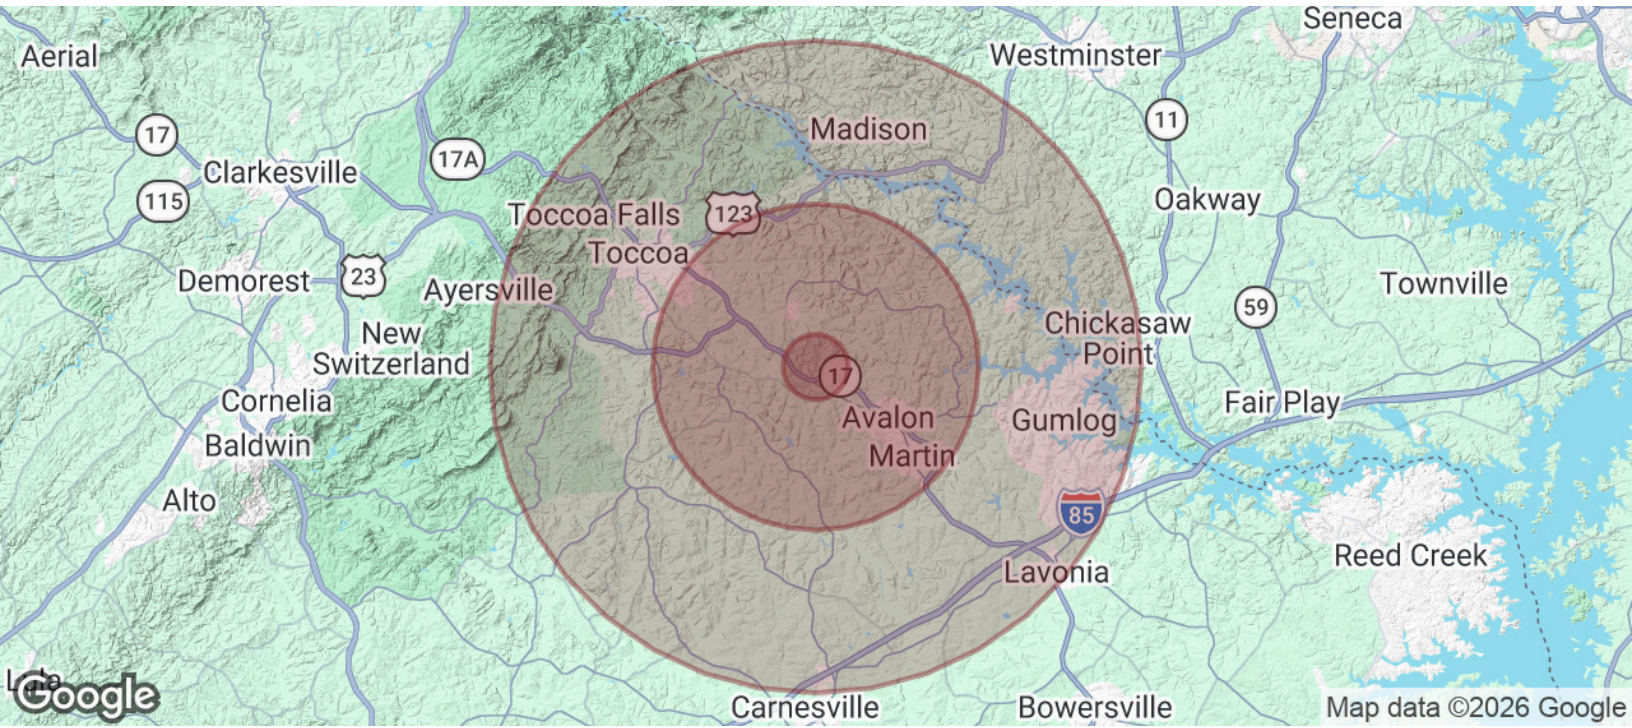 Seneca
Aerial
Westminster
17
11
Madison
17A
Clarkesville
115
Oakway
Toccoa Falls
123
Toccoa
Demorest
23
Ayersville
Townville
59
New
Switzerland
Chickasaw
Point
17
Cornelia
Avalon
Gumlog
Fair Play
Baldwin
Martin
Alto
85
Reed Creek
Lavonia
Lula
Google
Carnesville
Bowersville
Map data ©2026 Google